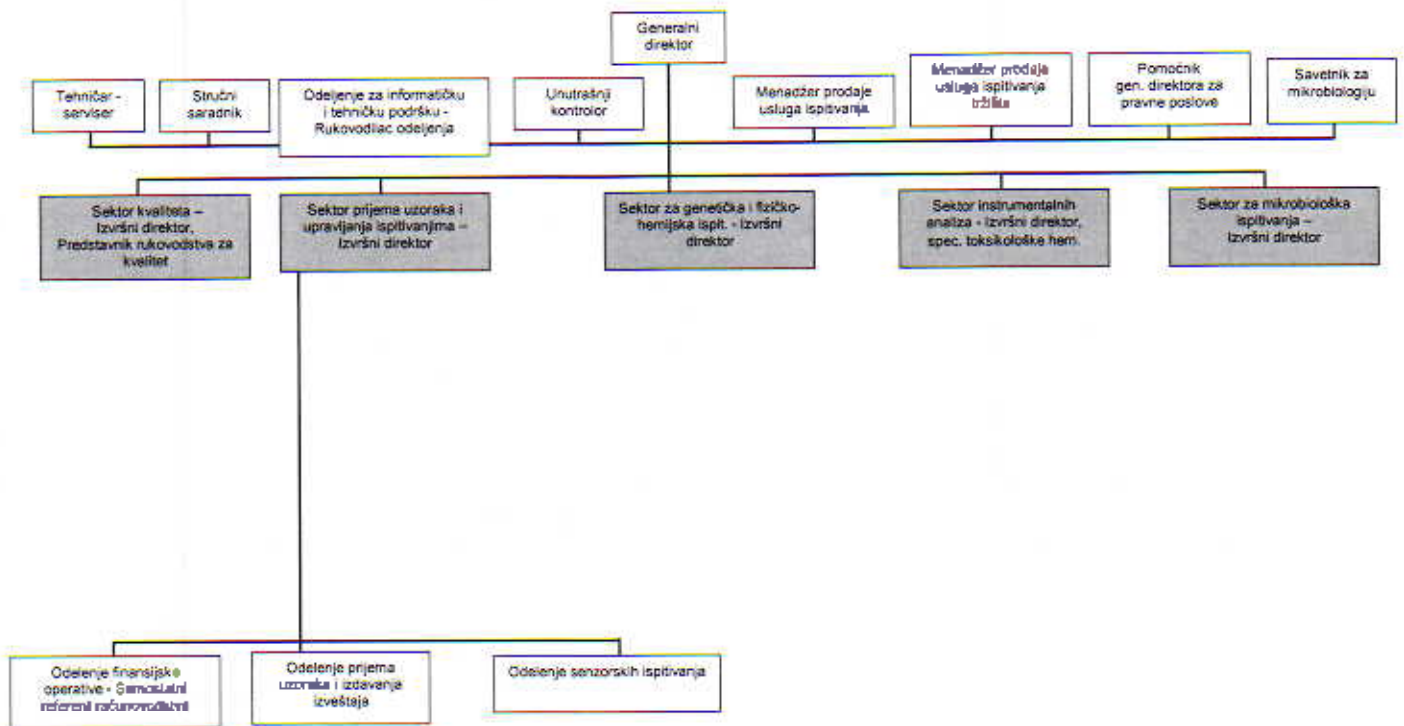 Generalni
direktor
Tehničar -
serviser
Stručni
saradnik
Odeljenje za informatičku
i tehničku podršku -
Rukovodilac odeljenja
Unutrašnji
kontrolor
Menadžer prodaje
usluga ispitivanja
Menadžer prodaje
usluga ispitivanja
tržišta
Pomoćnik
gen. direktora za
pravne poslove
Savetnik za
mikrobiologiju
Sektor kvaliteta –
Izvršni direktor,
Predstavnik rukovodstva za
kvalitet
Sektor prijema uzoraka i
upravljanja ispitivanjima –
Izvršni direktor
Sektor za genetička i fizičko-
hemijska ispit. - izvršni
direktor
Sektor instrumentalnih
analiza - Izvršni direktor,
spec. toksikološke hem.
Sektor za mikrobiološka
ispitivanja –
Izvršni direktor
Odelenje finansijske
operative - Samostalni
referent
Odelenje prijema
uzoraka i izdavanja
izveštaja
Odelenje senzorskih ispitivanja